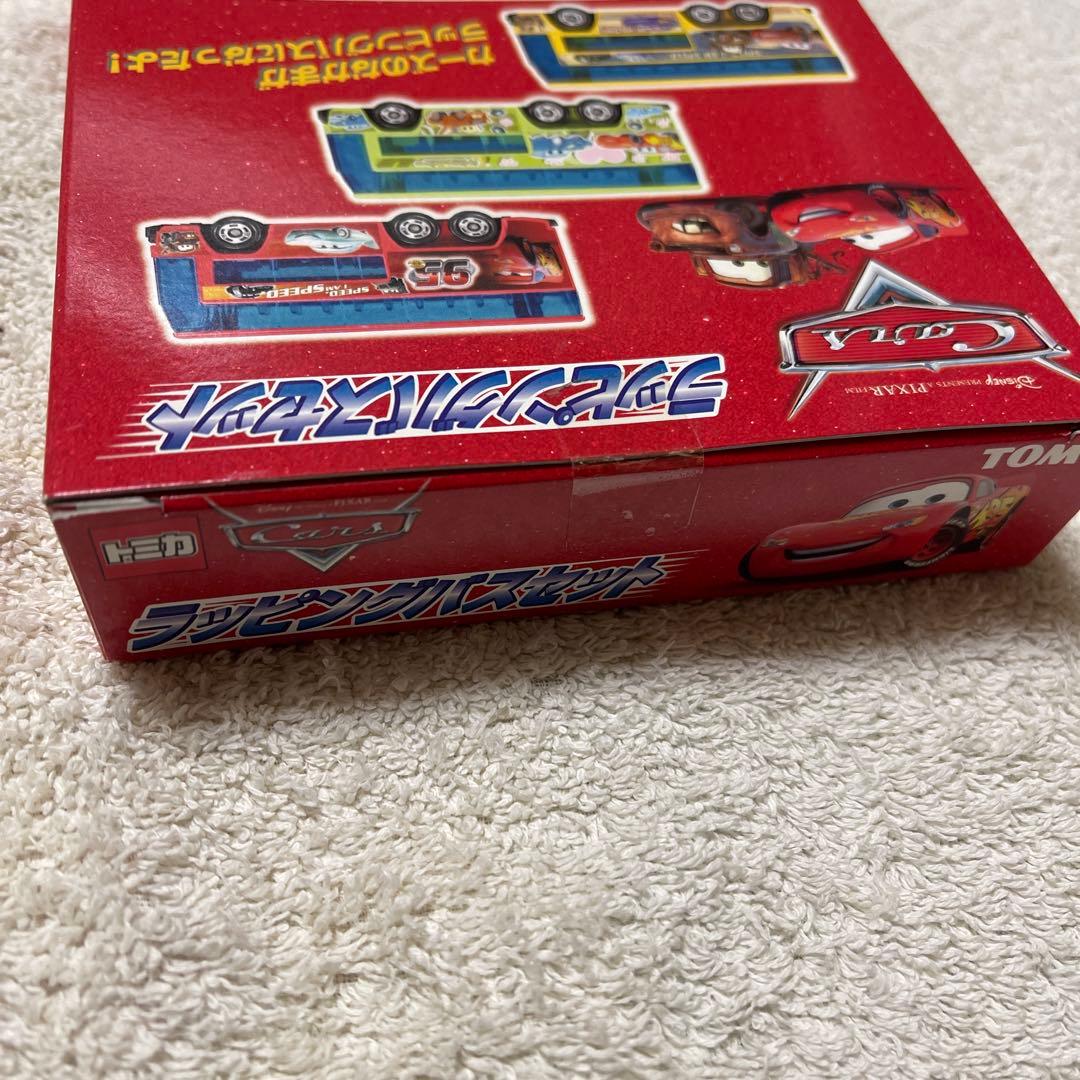 カーズのなかまが
ラッピングバスになったよ！
95
I AM SPEED
SPEED.
Cars
DISNEY PRESENTS A PIXAR FILM
ラッピングバスセット
TOM
トミカ
Disney PIXAR
Cars
ラッピングバスセット